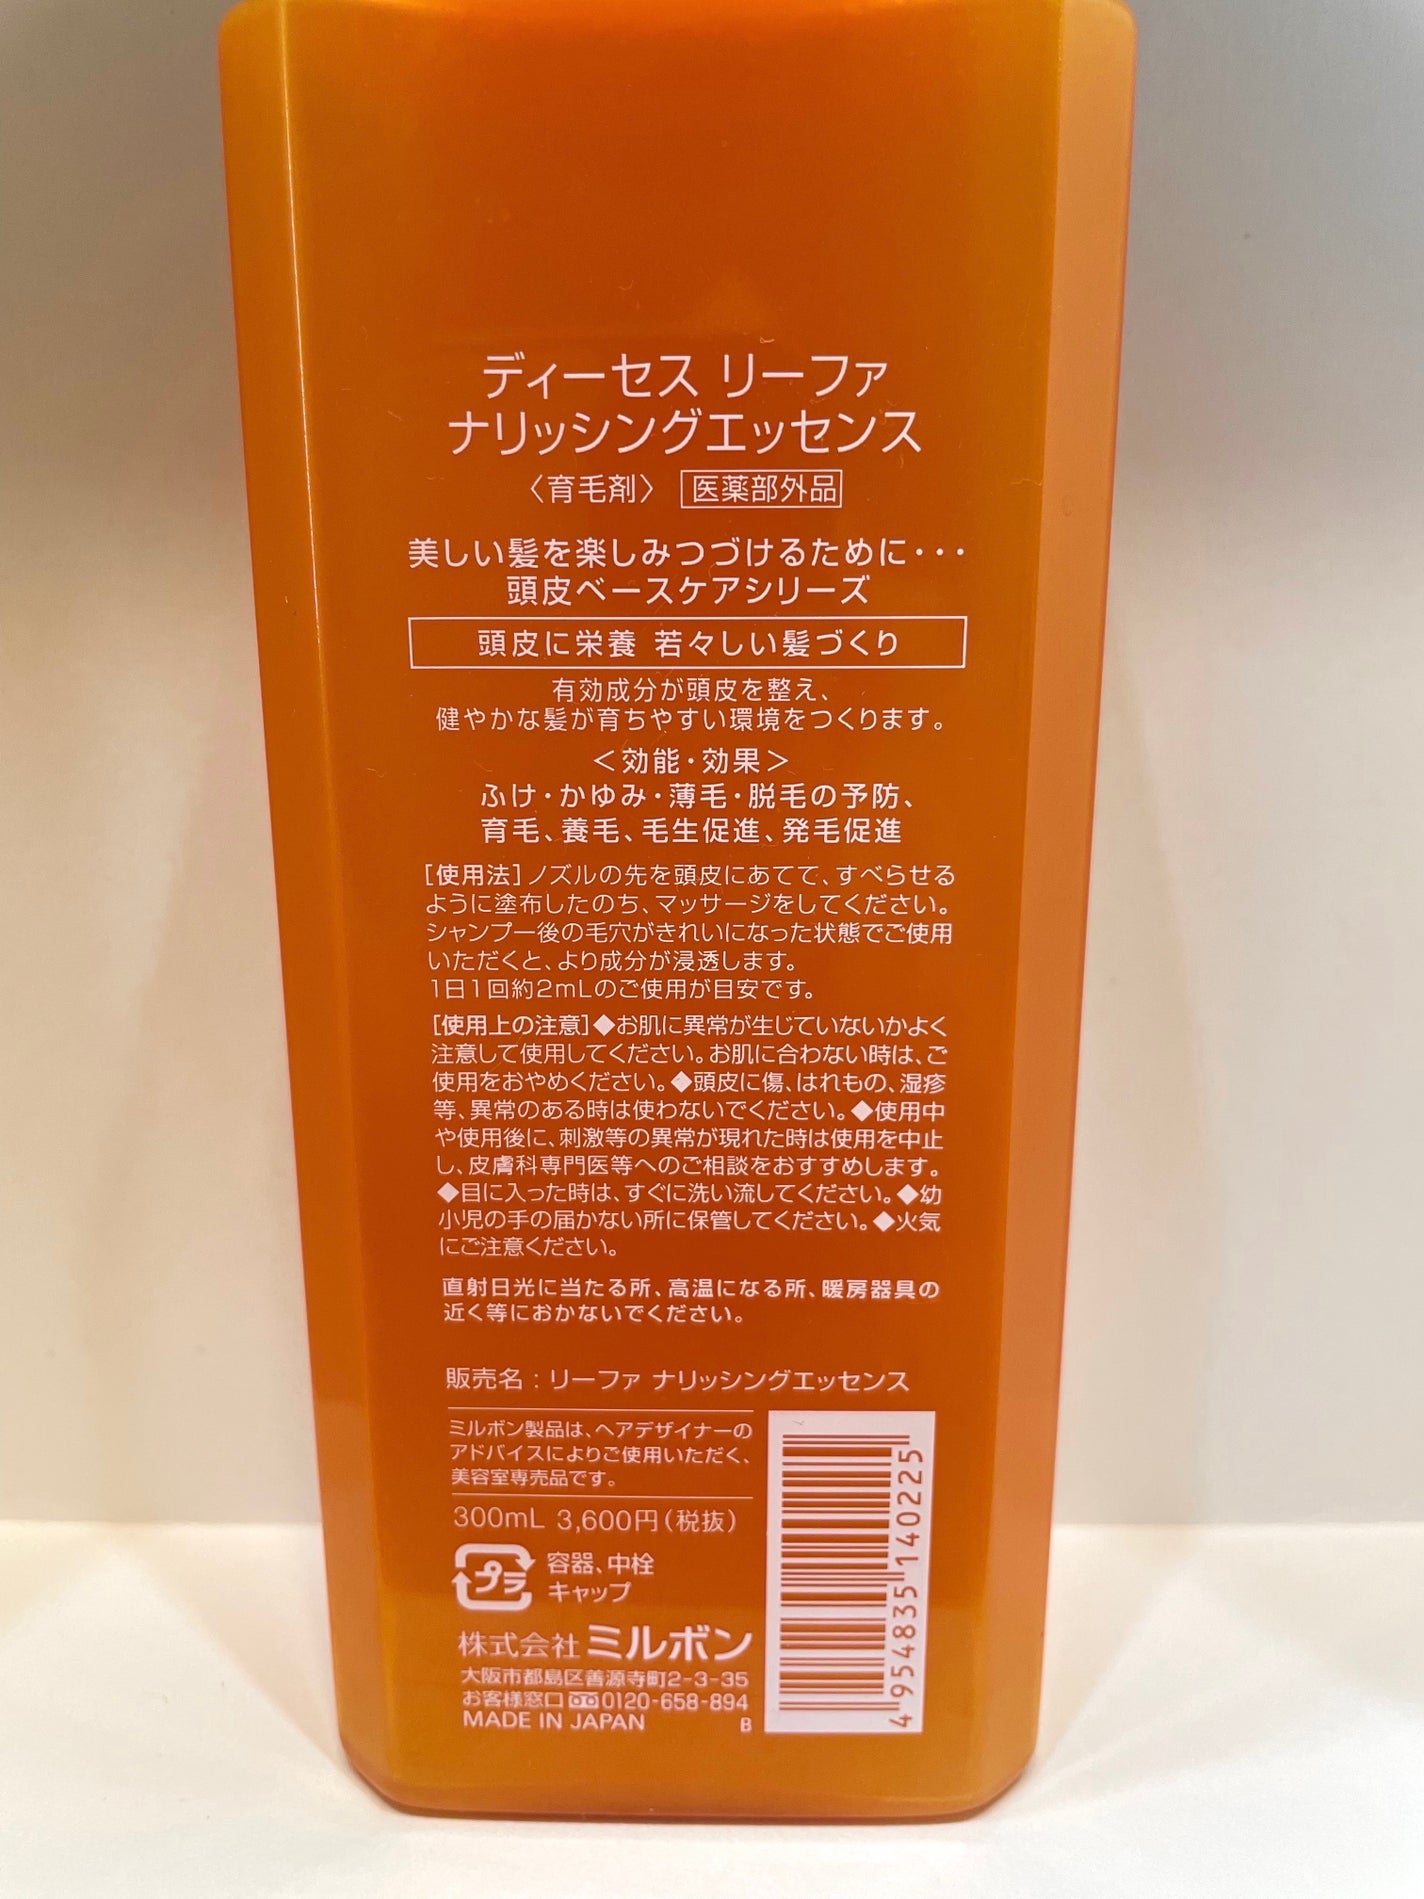 ディーセス リーファ
ナリッシングエッセンス
〈育毛剤〉 医薬部外品
美しい髪を楽しみつづけるために・・・
頭皮ベースケアシリーズ
頭皮に栄養 若々しい髪づくり
有効成分が頭皮を整え、
健やかな髪が育ちやすい環境をつくります。
＜効能・効果＞
ふけ・かゆみ・薄毛・脱毛の予防、
育毛、養毛、毛生促進、発毛促進
［使用法］ノズルの先を頭皮にあてて、すべらせる
ように塗布したのち、マッサージをしてください。
シャンプー後の毛穴がきれいになった状態でご使用
いただくと、より成分が浸透します。
1日1回約2mLのご使用が目安です。
［使用上の注意］◆お肌に異常が生じていないかよく
注意して使用してください。お肌に合わない時は、ご
使用をおやめください。◆頭皮に傷、はれもの、湿疹
等、異常のある時は使わないでください。◆使用中
や使用後に、刺激等の異常が現れた時は使用を中止
し、皮膚科専門医等へのご相談をおすすめします。
◆目に入った時は、すぐに洗い流してください。◆幼
小児の手の届かない所に保管してください。◆火気
にご注意ください。
直射日光に当たる所、高温になる所、暖房器具の
近く等におかないでください。
販売名：リーファ ナリッシングエッセンス
ミルボン製品は、ヘアデザイナーの
アドバイスによりご使用いただく、
美容室専売品です。
300mL 3,600円（税抜）
プラ 容器、中栓
キャップ
株式会社 ミルボン
大阪市都島区善源寺町2-3-35
お客様窓口 0120-658-894
MADE IN JAPAN B
4 954835 140225